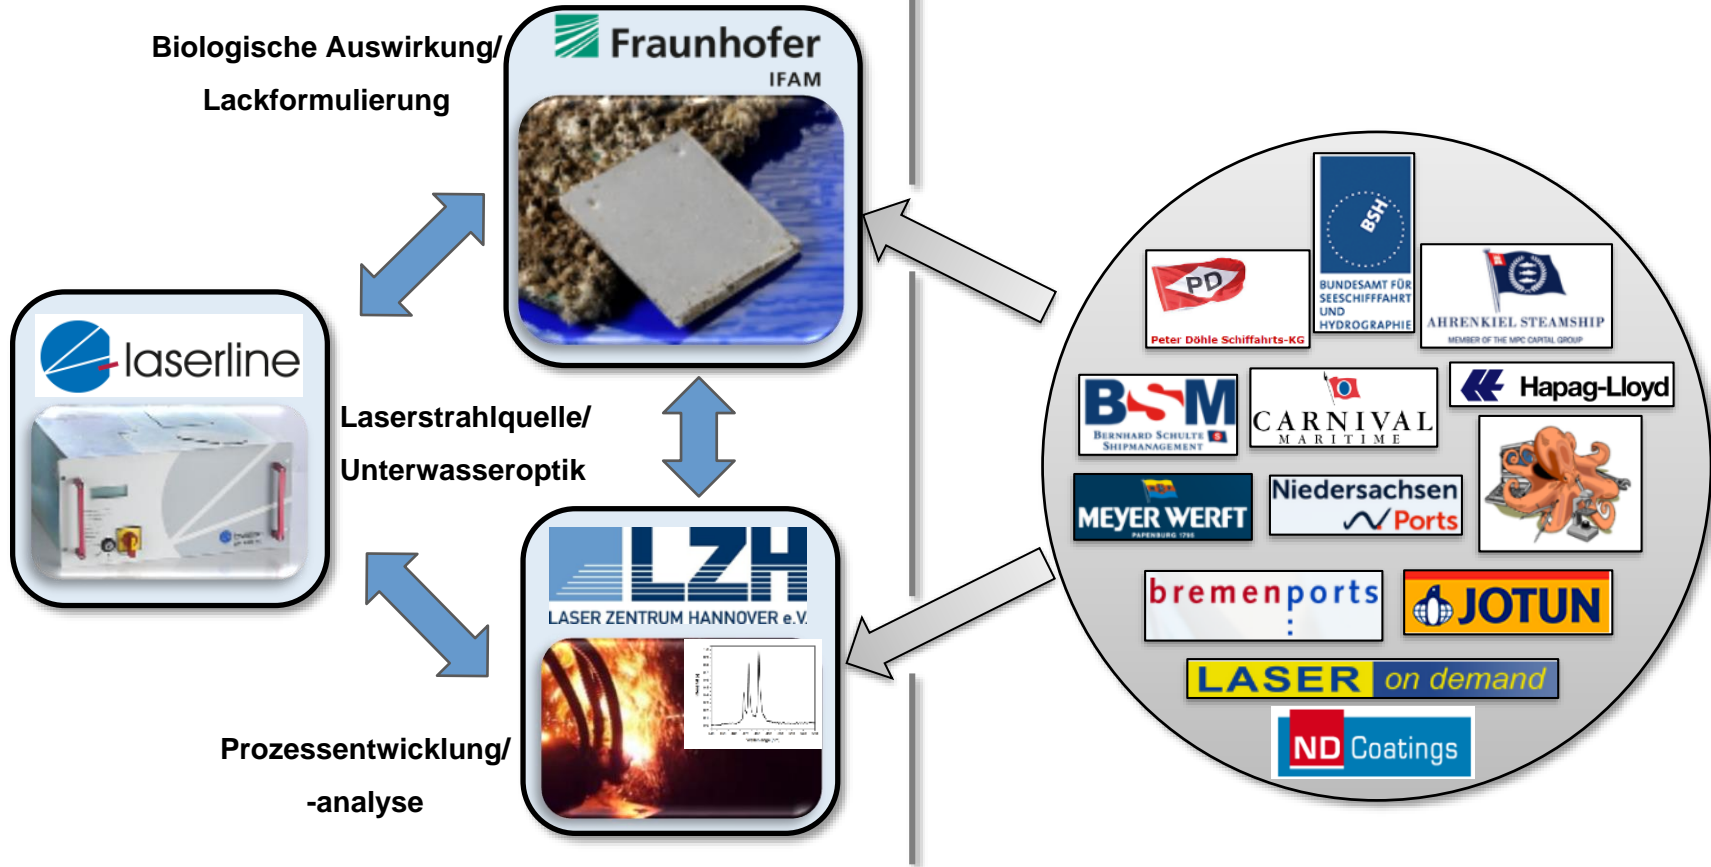 Biologische Auswirkung/
Lackformulierung
Fraunhofer
IFAM
laserline
Laserstrahlquelle/
Unterwasseroptik
LZH
LASER ZENTRUM HANNOVER e.V.
Prozessentwicklung/
-analyse
BSH
BUNDESAMT FÜR
SEESCHIFFFAHRT
UND
HYDROGRAPHIE
PD
Peter Döhle Schiffahrts-KG
AHRENKIEL STEAMSHIP
MEMBER OF THE MPC CAPITAL GROUP
BSM
BERNHARD SCHULTE
SHIPMANAGEMENT
CARNIVAL
MARITIME
Hapag-Lloyd
MEYER WERFT
PAPENBURG 1795
Niedersachsen
Ports
bremenports
JOTUN
LASER on demand
ND Coatings